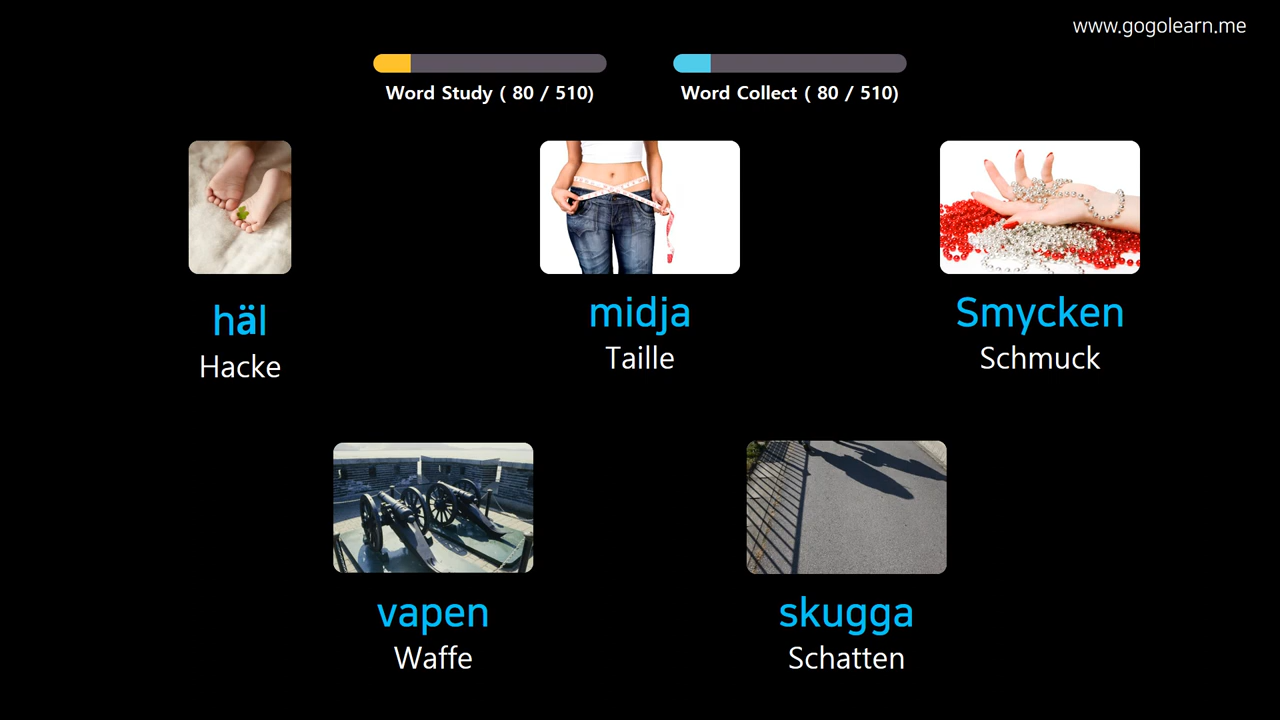 www.gogolearn.me
Word Study ( 80 / 510)
Word Collect ( 80 / 510)
häl
Hacke
midja
Taille
Smycken
Schmuck
vapen
Waffe
skugga
Schatten